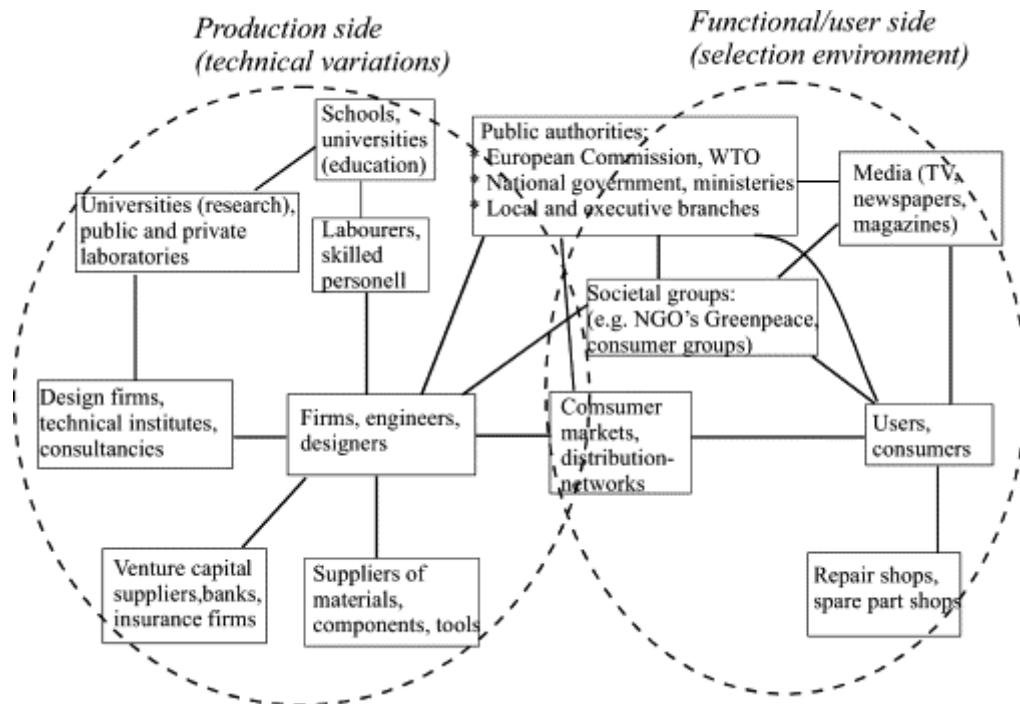 Production side
(technical variations)
Functional/user side
(selection environment)
Schools,
universities
(education)
Public authorities:
* European Commission, WTO
* National government, ministeries
* Local and executive branches
Media (TV,
newspapers,
magazines)
Universities (research),
public and private
laboratories
Labourers,
skilled
personell
Societal groups:
(e.g. NGO's Greenpeace,
consumer groups)
Design firms,
technical institutes,
consultancies
Firms, engineers,
designers
Comsumer
markets,
distribution-
networks
Users,
consumers
Venture capital
suppliers,banks,
insurance firms
Suppliers of
materials,
components, tools
Repair shops,
spare part shops